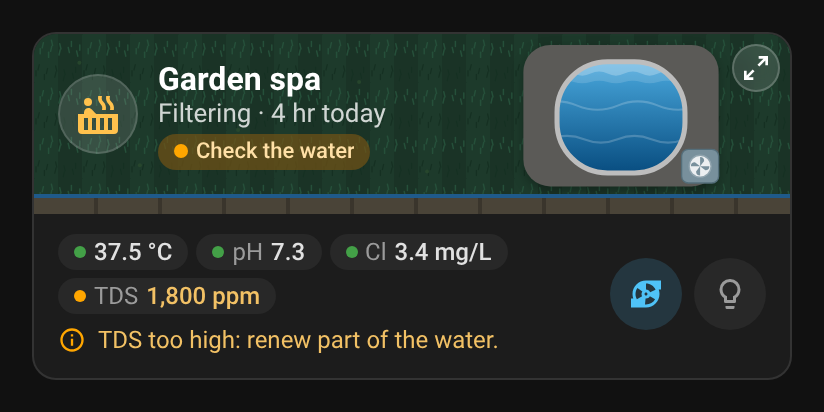 Garden spa
Filtering · 4 hr today
Check the water
37.5 °C pH 7.3 Cl 3.4 mg/L
TDS 1,800 ppm
TDS too high: renew part of the water.